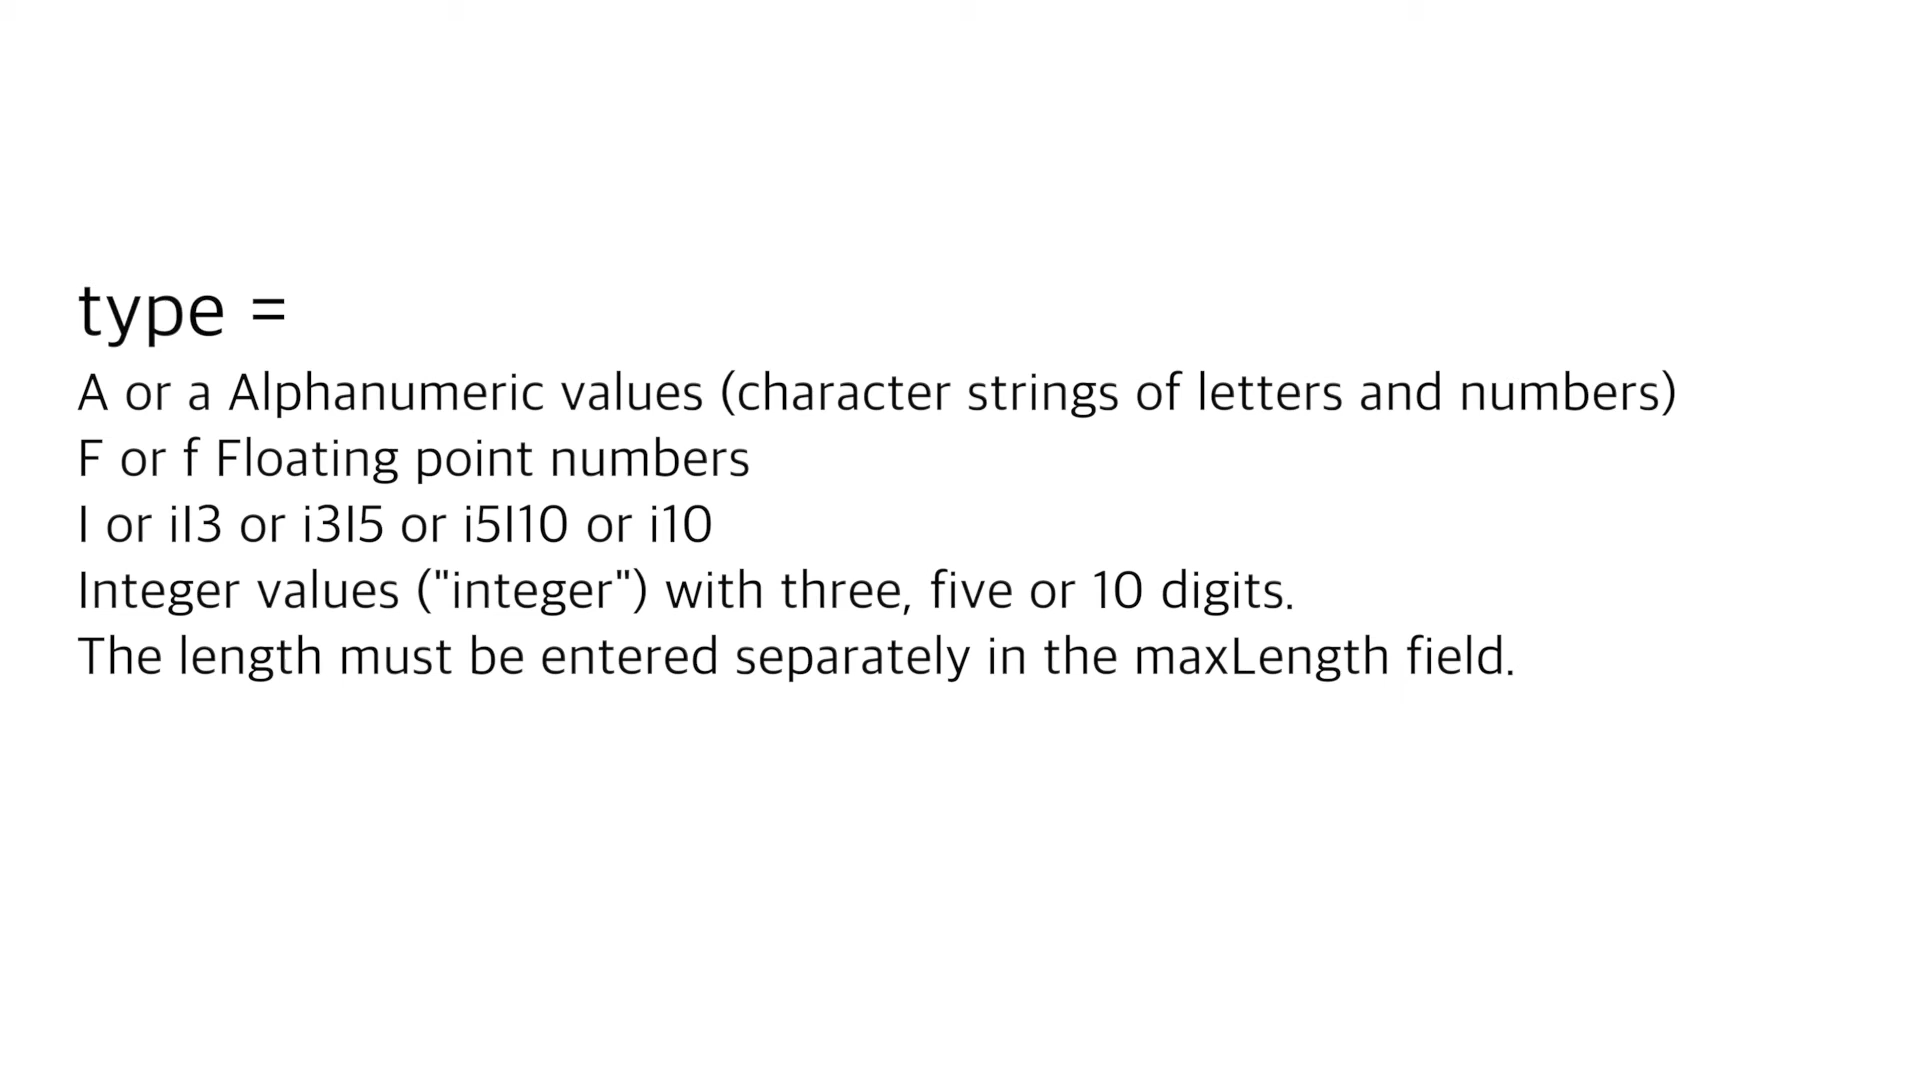 type =
A or a Alphanumeric values (character strings of letters and numbers)
F or f Floating point numbers
I or iI3 or i3I5 or i5I10 or i10
Integer values ("integer") with three, five or 10 digits.
The length must be entered separately in the maxLength field.